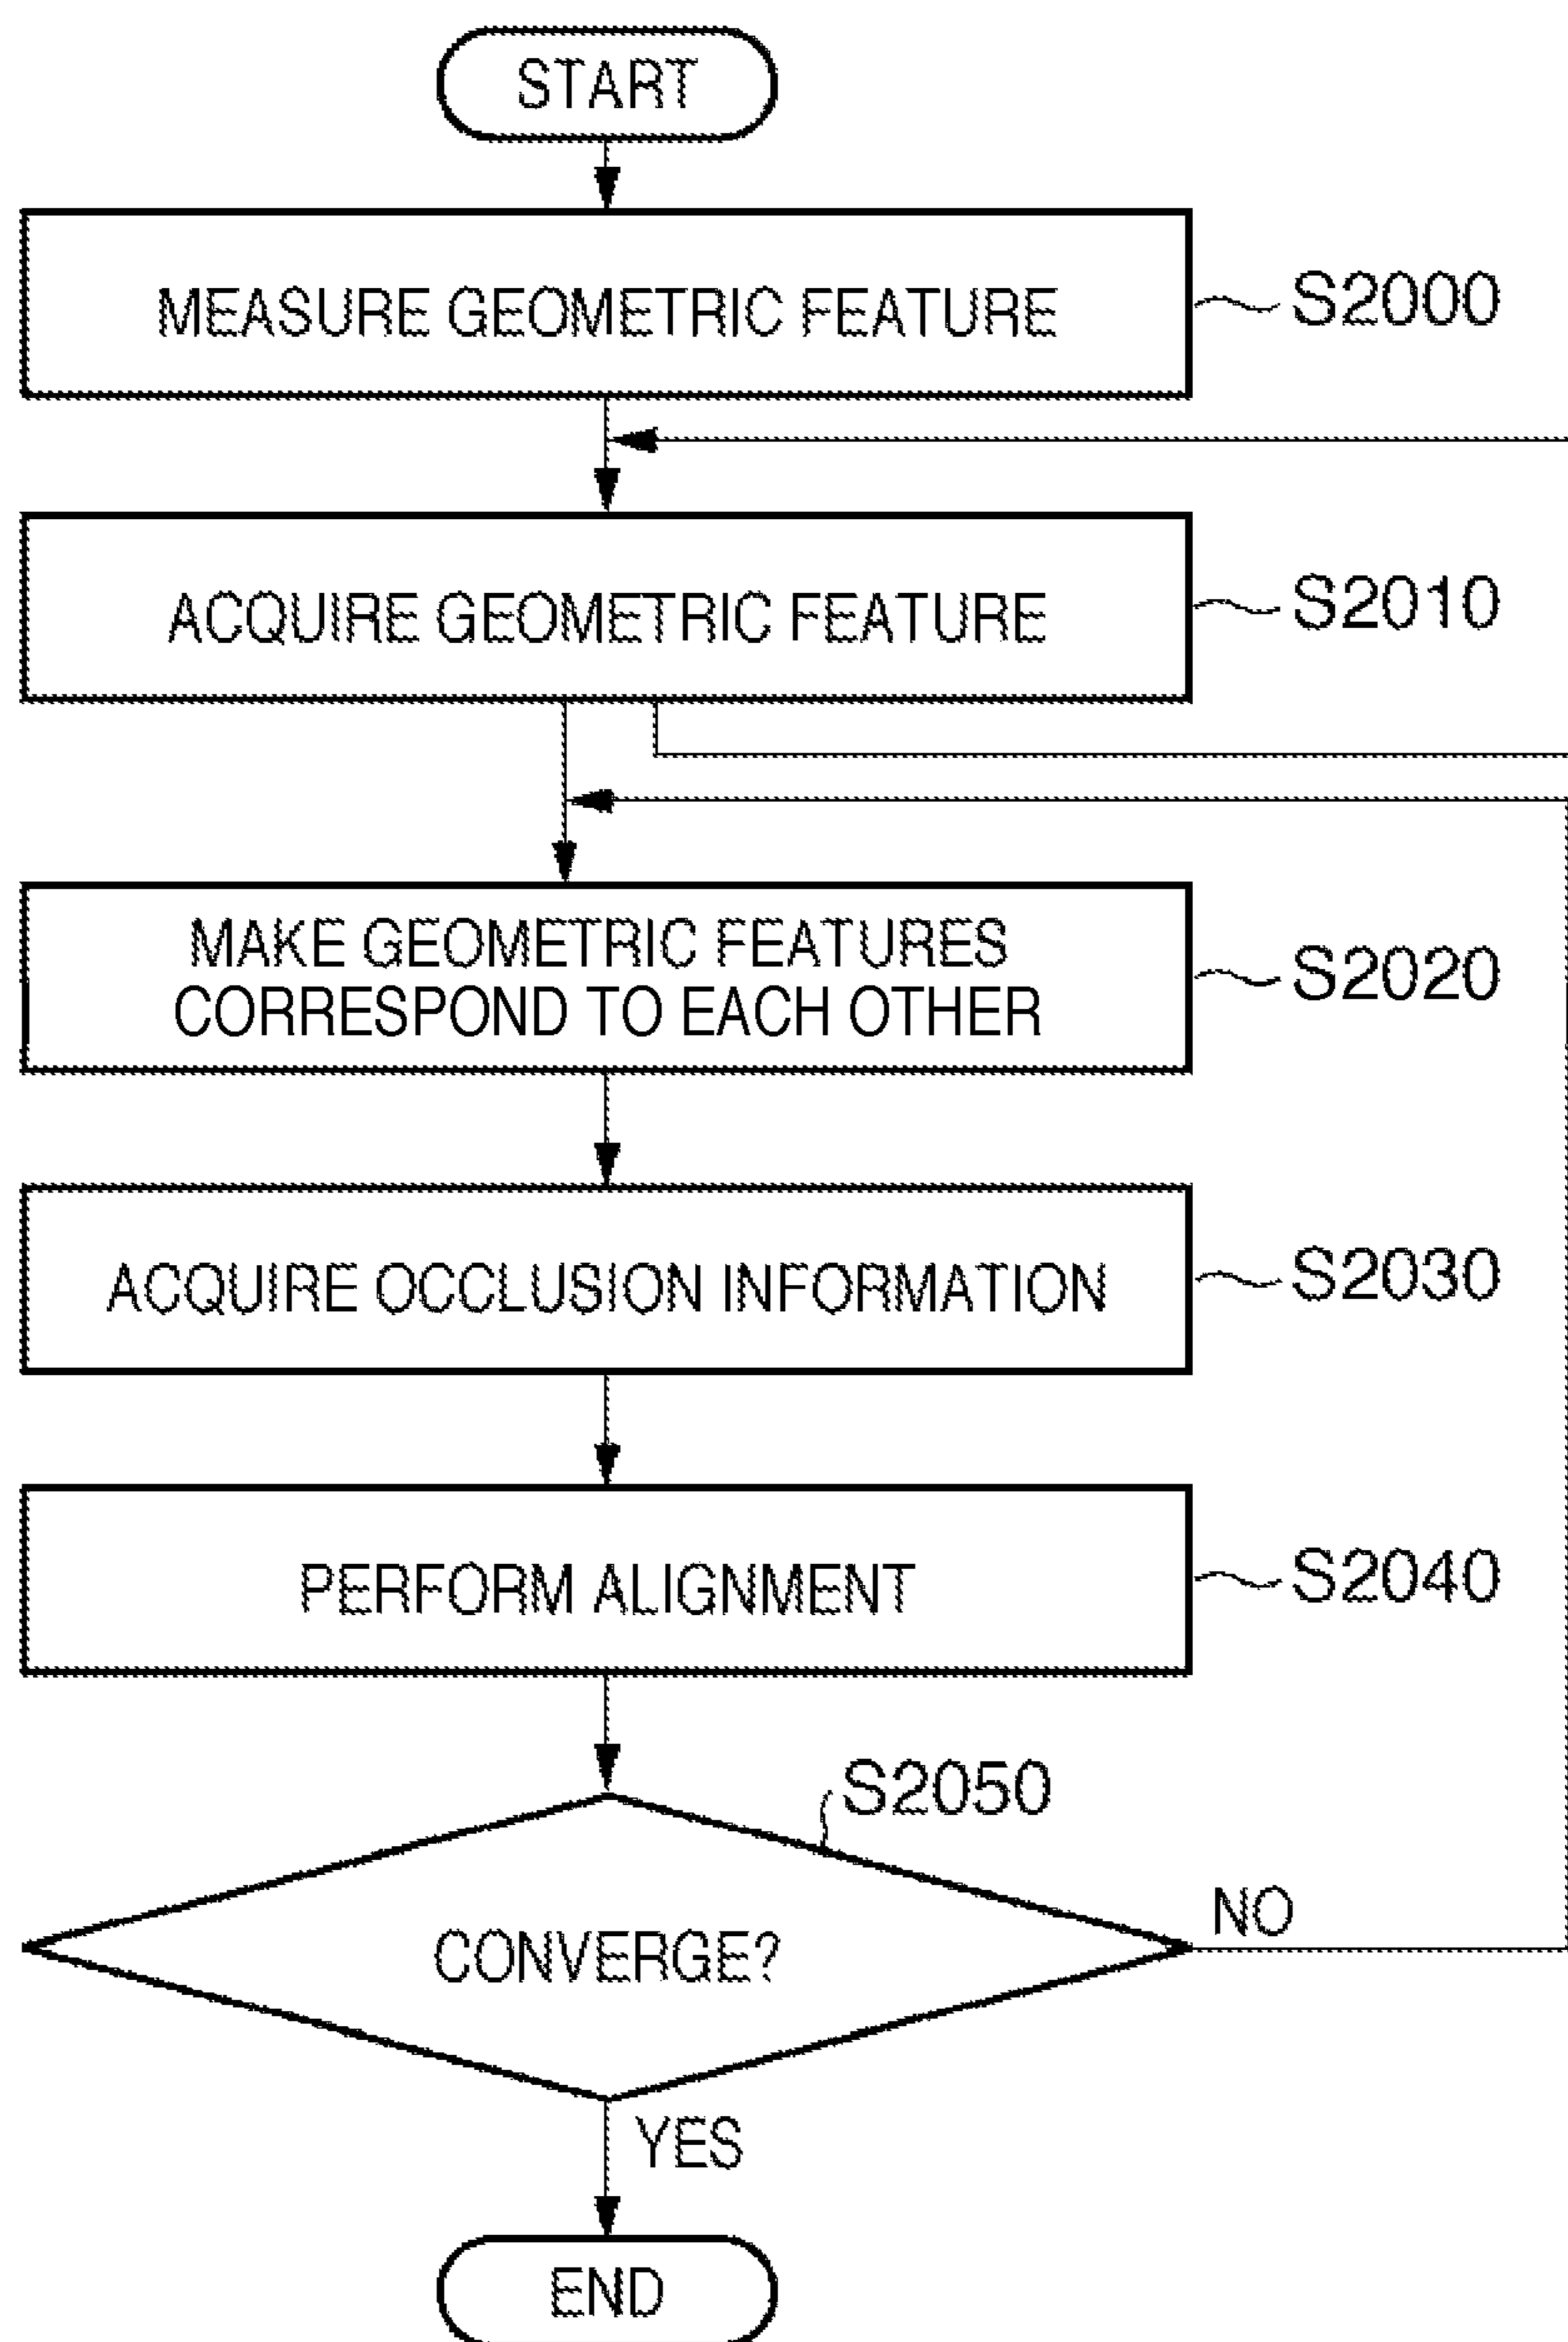 START
MEASURE GEOMETRIC FEATURE
S2000
ACQUIRE GEOMETRIC FEATURE
S2010
MAKE GEOMETRIC FEATURES
CORRESPOND TO EACH OTHER
S2020
ACQUIRE OCCLUSION INFORMATION
S2030
PERFORM ALIGNMENT
S2040
S2050
CONVERGE?
NO
YES
END